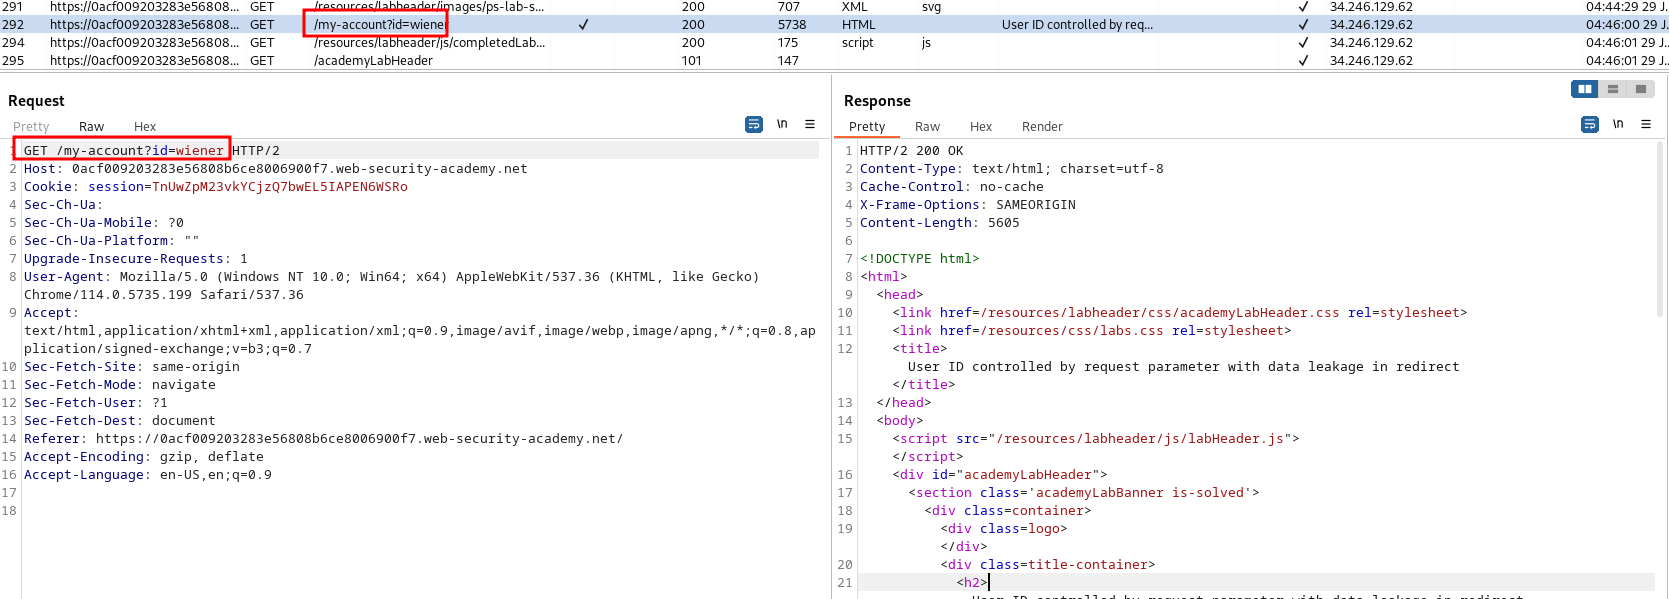 291 https://0acf009203283e56808... GET /resources/labheader/images/ps-lab-s... 200 707 XML svg ✓ 34.246.129.62 04:44:29 29 J...
292 https://0acf009203283e56808... GET /my-account?id=wiener ✓ 200 5738 HTML User ID controlled by req... ✓ 34.246.129.62 04:46:00 29 J...
294 https://0acf009203283e56808... GET /resources/labheader/js/completedLab... 200 175 script js ✓ 34.246.129.62 04:46:01 29 J...
295 https://0acf009203283e56808... GET /academyLabHeader 101 147 ✓ 34.246.129.62 04:46:01 29 J...
Request
Pretty Raw Hex \n
1 GET /my-account?id=wiener HTTP/2
2 Host: 0acf009203283e56808b6ce8006900f7.web-security-academy.net
3 Cookie: session=TnUwZpM23vkYCjzQ7bwEL5IAPEN6WSRo
4 Sec-Ch-Ua:
5 Sec-Ch-Ua-Mobile: ?0
6 Sec-Ch-Ua-Platform: ""
7 Upgrade-Insecure-Requests: 1
8 User-Agent: Mozilla/5.0 (Windows NT 10.0; Win64; x64) AppleWebKit/537.36 (KHTML, like Gecko)
Chrome/114.0.5735.199 Safari/537.36
9 Accept:
text/html,application/xhtml+xml,application/xml;q=0.9,image/avif,image/webp,image/apng,*/*;q=0.8,ap
plication/signed-exchange;v=b3;q=0.7
10 Sec-Fetch-Site: same-origin
11 Sec-Fetch-Mode: navigate
12 Sec-Fetch-User: ?1
13 Sec-Fetch-Dest: document
14 Referer: https://0acf009203283e56808b6ce8006900f7.web-security-academy.net/
15 Accept-Encoding: gzip, deflate
16 Accept-Language: en-US,en;q=0.9
17
18
Response
Pretty Raw Hex Render \n
1 HTTP/2 200 OK
2 Content-Type: text/html; charset=utf-8
3 Cache-Control: no-cache
4 X-Frame-Options: SAMEORIGIN
5 Content-Length: 5605
6
7 <!DOCTYPE html>
8 <html>
9 <head>
10 <link href=/resources/labheader/css/academyLabHeader.css rel=stylesheet>
11 <link href=/resources/css/labs.css rel=stylesheet>
12 <title>
User ID controlled by request parameter with data leakage in redirect
</title>
13 </head>
14 <body>
15 <script src="/resources/labheader/js/labHeader.js">
</script>
16 <div id="academyLabHeader">
17 <section class='academyLabBanner is-solved'>
18 <div class=container>
19 <div class=logo>
</div>
20 <div class=title-container>
21 <h2>
User ID controlled by request parameter with data leakage in redirect